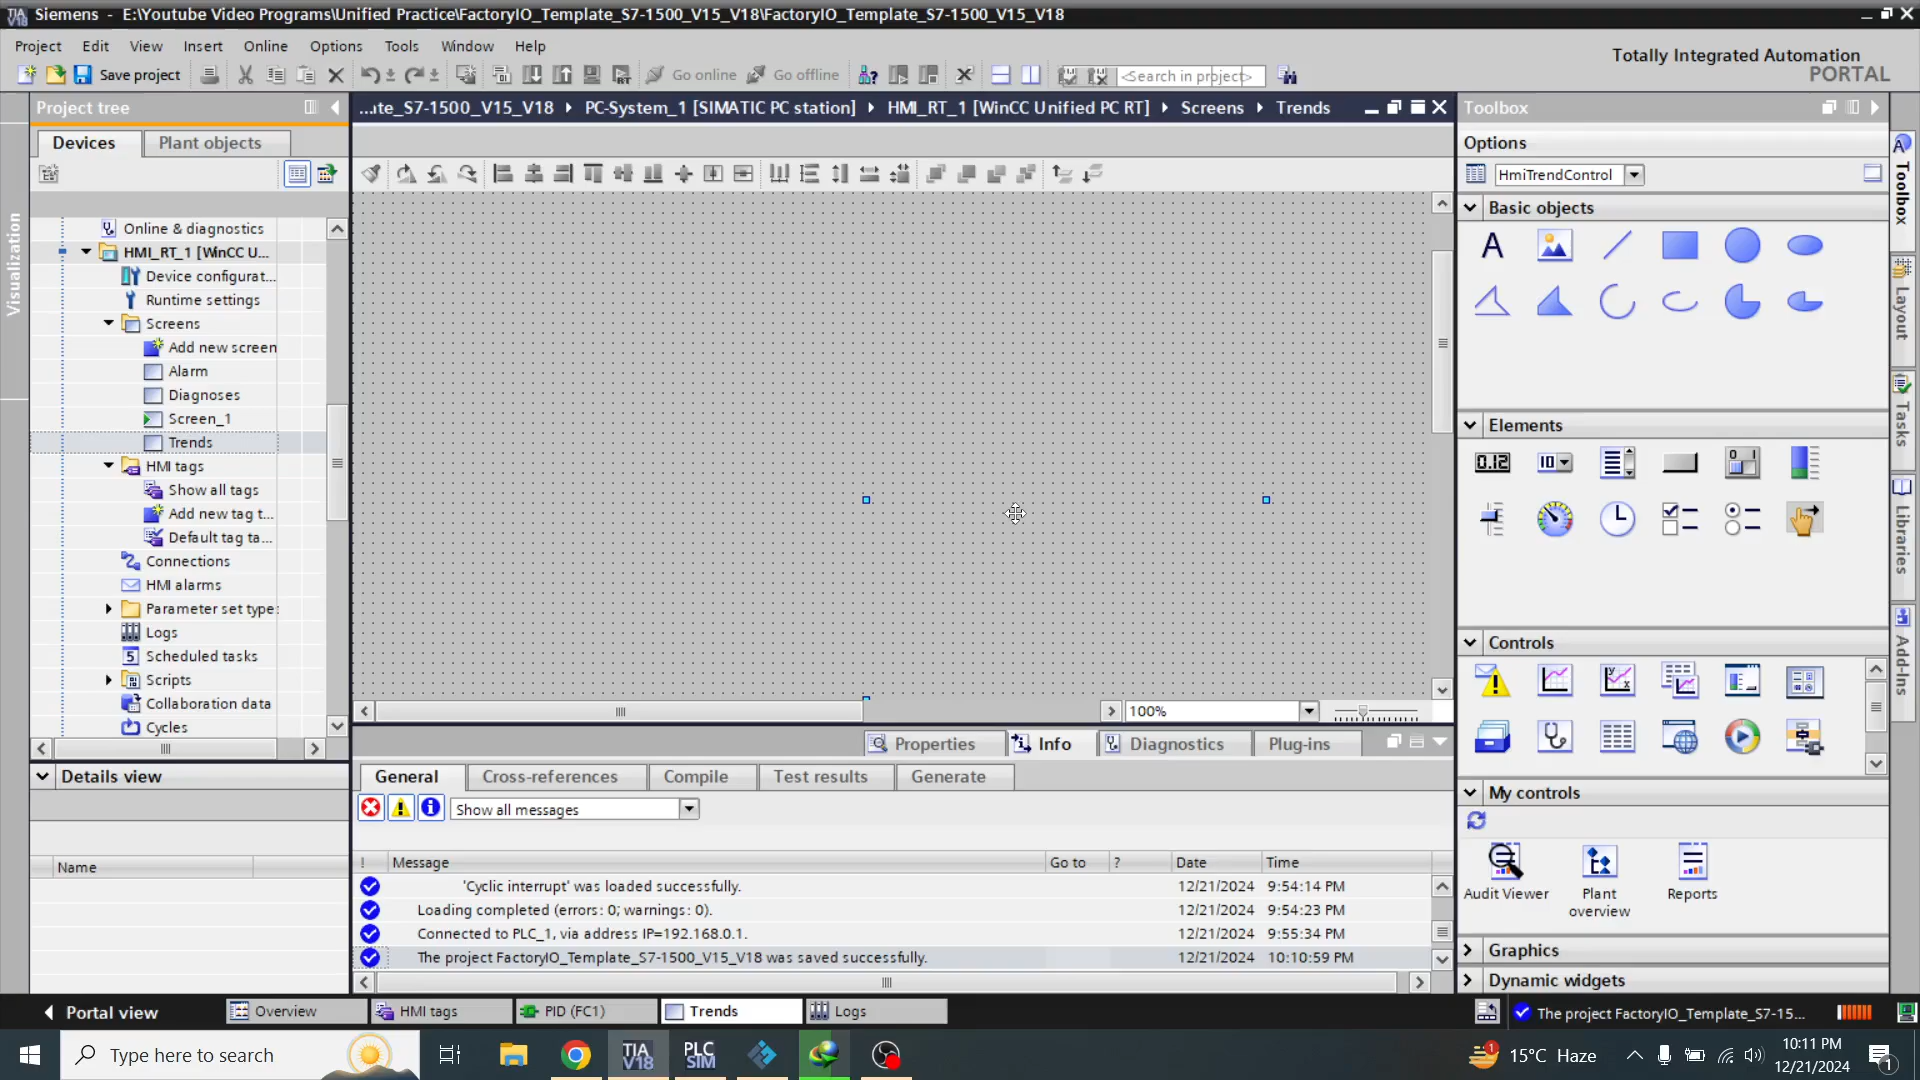 Siemens - E:\Youtube Video Programs\Unified Practice\FactoryIO_Template_S7-1500_V15_V18\FactoryIO_Template_S7-1500_V15_V18
Project Edit View Insert Online Options Tools Window Help
Totally Integrated Automation
PORTAL
Save project
Go online
Go offline
<Search in project>
Project tree
...ite_S7-1500_V15_V18 PC-System_1 [SIMATIC PC station] HMI_RT_1 [WinCC Unified PC RT] Screens Trends
Toolbox
Devices
Plant objects
Options
HmiTrendControl
Visualization
Online & diagnostics
HMI_RT_1 [WinCC U...
Device configurat...
Runtime settings
Screens
Add new screen
Alarm
Diagnoses
Screen_1
Trends
HMI tags
Show all tags
Add new tag t...
Default tag ta...
Connections
HMI alarms
Parameter set type
Logs
Scheduled tasks
Scripts
Collaboration data
Cycles
Basic objects
A
Elements
0.12
10
Controls
My controls
Audit Viewer
Plant overview
Reports
Graphics
Dynamic widgets
Toolbox
Layout
Tasks
Libraries
Add-Ins
100%
Details view
Name
Properties
Info
Diagnostics
Plug-ins
General
Cross-references
Compile
Test results
Generate
Show all messages
! Message Go to ? Date Time
'Cyclic interrupt' was loaded successfully. 12/21/2024 9:54:14 PM
Loading completed (errors: 0; warnings: 0). 12/21/2024 9:54:23 PM
Connected to PLC_1, via address IP=192.168.0.1. 12/21/2024 9:55:34 PM
The project FactoryIO_Template_S7-1500_V15_V18 was saved successfully. 12/21/2024 10:10:59 PM
Portal view
Overview
HMI tags
PID (FC1)
Trends
Logs
The project FactoryIO_Template_S7-15...
Type here to search
TIA V18
PLC SIM
1
15°C Haze
10:11 PM
12/21/2024
1